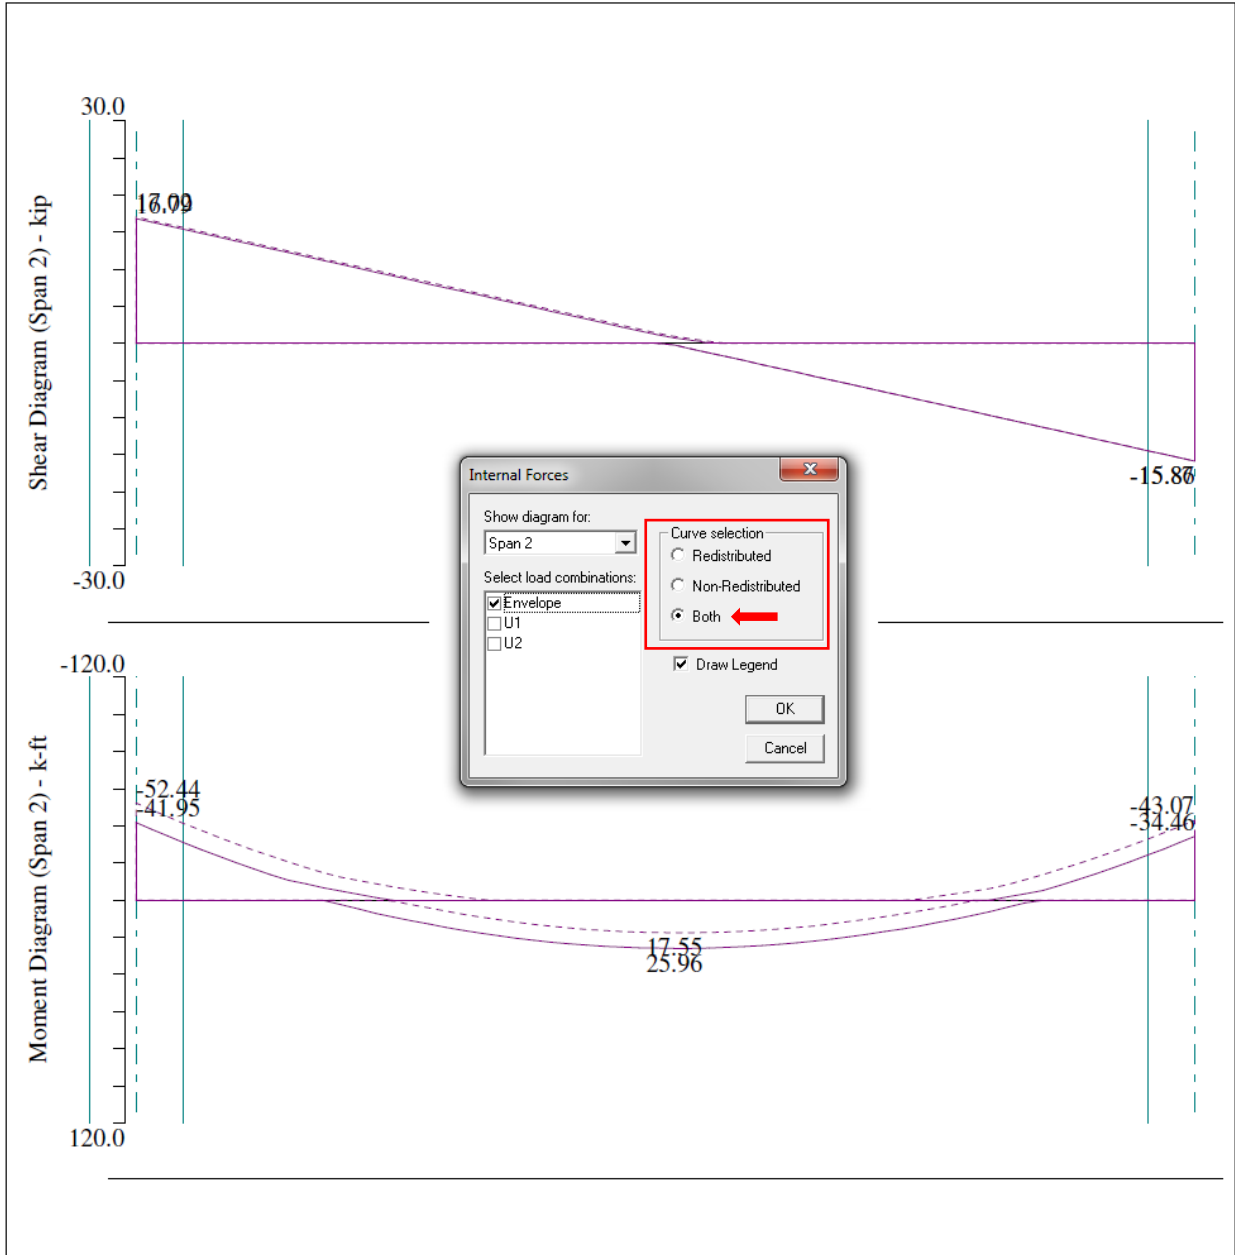 30.0
Shear Diagram (Span 2) - kip
-30.0
Internal Forces
Show diagram for:
Span 2
Select load combinations:
Envelope
U1
U2
Curve selection
Redistributed
Non-Redistributed
Both
Draw Legend
OK
Cancel
-120.0
Moment Diagram (Span 2) - k-ft
-52.44
-41.95
-43.07
-34.46
17.55
25.96
120.0